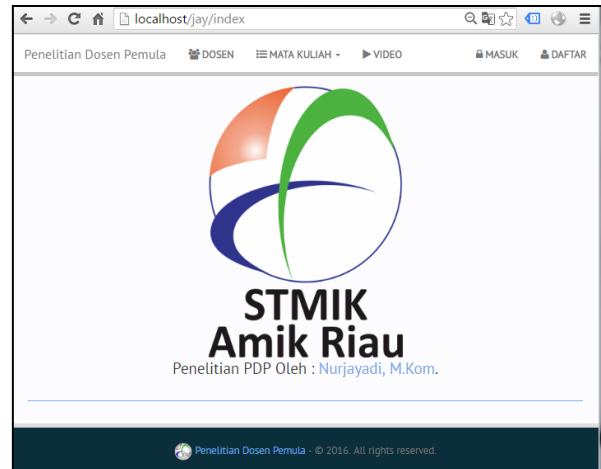 localhost/jay/index
Penelitian Dosen Pemula DOSEN MATA KULIAH VIDEO MASUK DAFTAR
STMIK
Amik Riau
Penelitian PDP Oleh : Nurjayadi, M.Kom.
Penelitian Dosen Pemula - © 2016. All rights reserved.